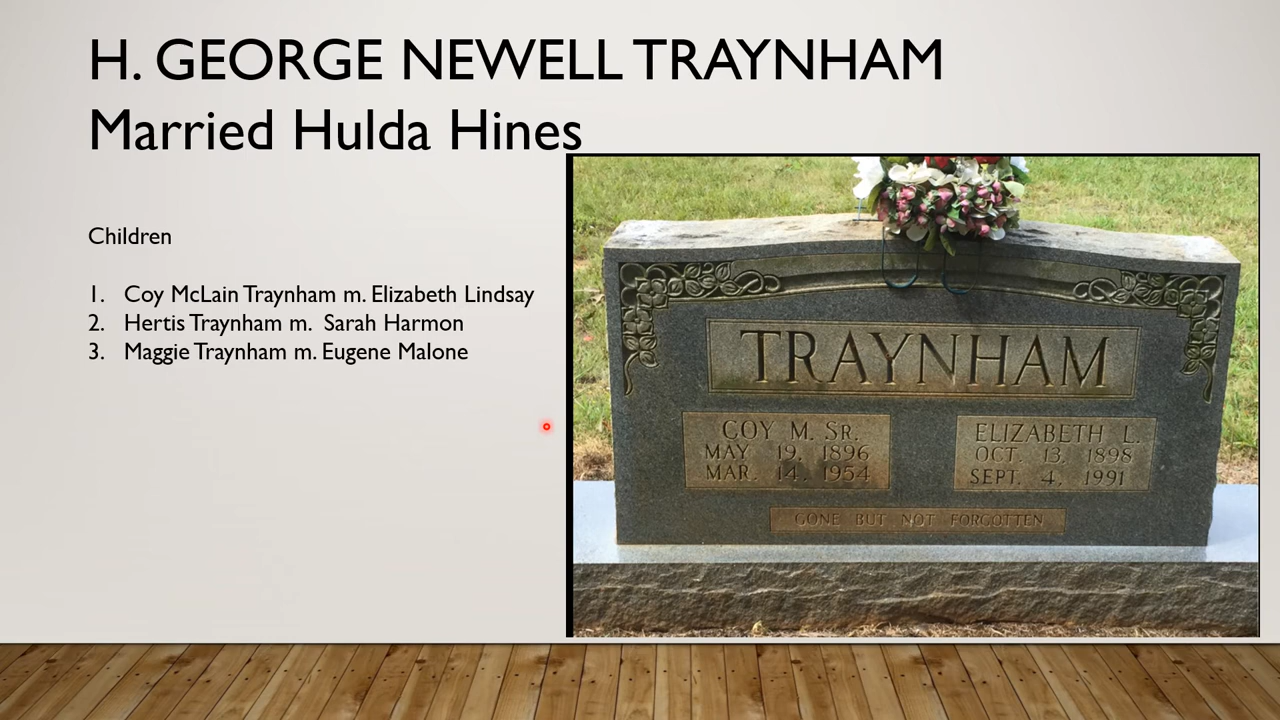 H. GEORGE NEWELL TRAYNHAM
Married Hulda Hines
Children
1. Coy McLain Traynham m. Elizabeth Lindsay
2. Hertis Traynham m. Sarah Harmon
3. Maggie Traynham m. Eugene Malone
TRAYNHAM
COY M. SR.
MAY 19, 1896
MAR. 14, 1954
ELIZABETH L.
OCT. 13, 1898
SEPT. 4, 1991
GONE BUT NOT FORGOTTEN